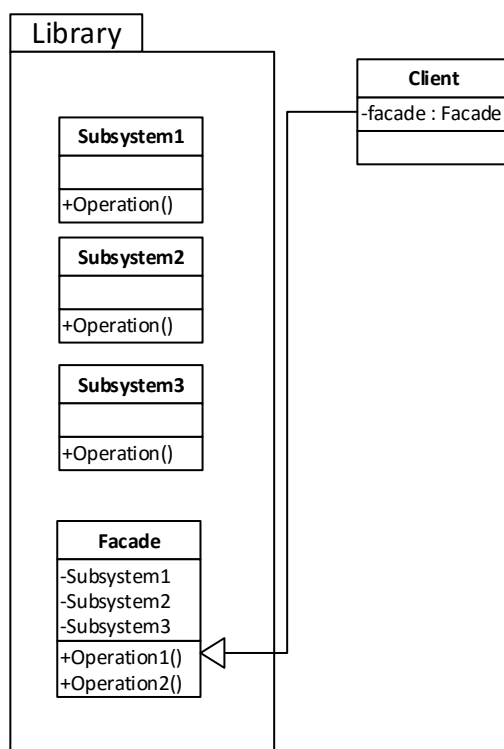 Library
Client
-facade : Facade
Subsystem1
+Operation()
Subsystem2
+Operation()
Subsystem3
+Operation()
Facade
-Subsystem1
-Subsystem2
-Subsystem3
+Operation1()
+Operation2()